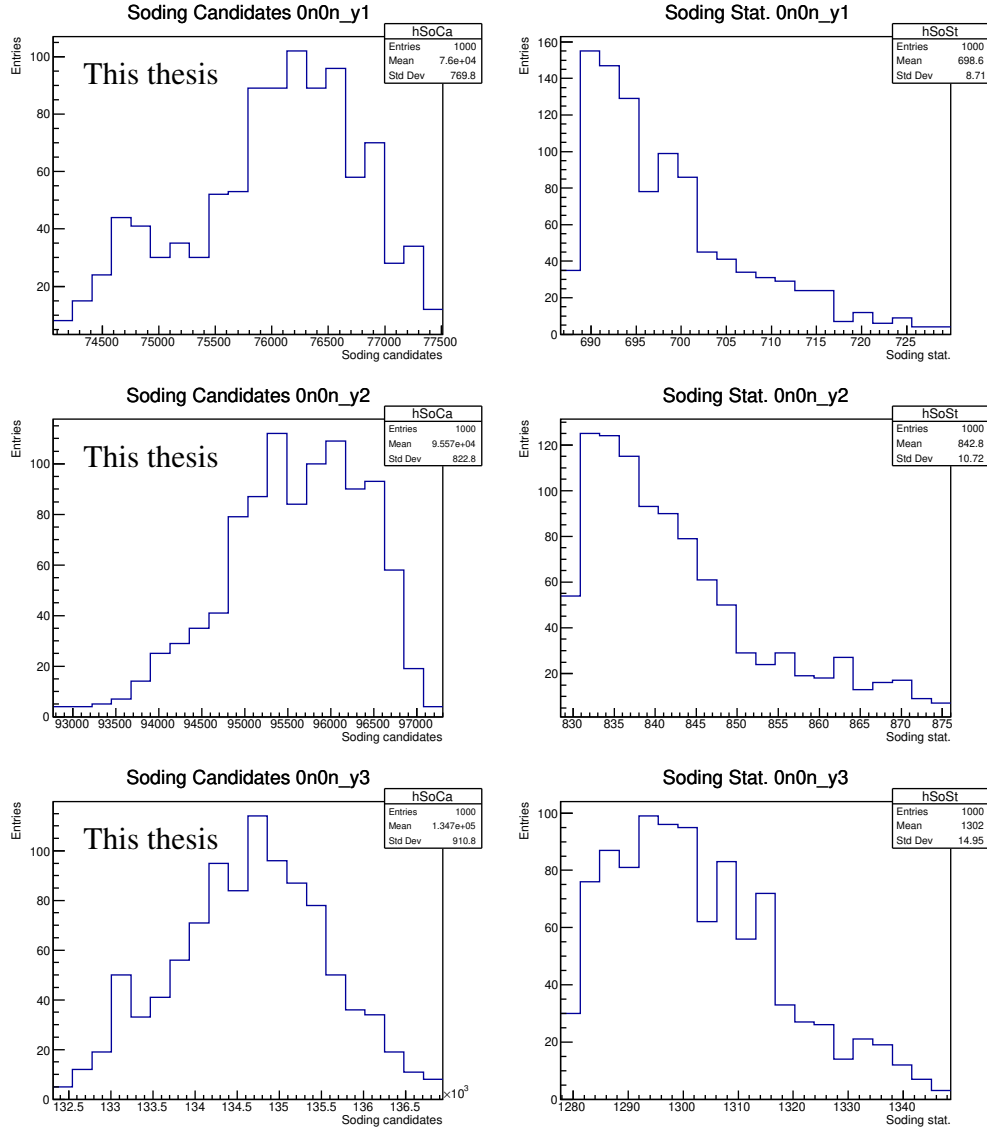 Soding Candidates 0n0n_y1
hSoCa
Entries 1000
Mean 7.6e+04
Std Dev 769.8
This thesis
Entries
100
80
60
40
20
0
74500 75000 75500 76000 76500 77000 77500
Soding candidates
Soding Stat. 0n0n_y1
hSoSt
Entries 1000
Mean 698.6
Std Dev 8.71
Entries
160
140
120
100
80
60
40
20
0
690 695 700 705 710 715 720 725
Soding stat.
Soding Candidates 0n0n_y2
hSoCa
Entries 1000
Mean 9.557e+04
Std Dev 822.8
This thesis
Entries
100
80
60
40
20
0
93000 93500 94000 94500 95000 95500 96000 96500 97000
Soding candidates
Soding Stat. 0n0n_y2
hSoSt
Entries 1000
Mean 842.8
Std Dev 10.72
Entries
120
100
80
60
40
20
830 835 840 845 850 855 860 865 870 875
Soding stat.
Soding Candidates 0n0n_y3
hSoCa
Entries 1000
Mean 1.347e+05
Std Dev 910.8
This thesis
Entries
100
80
60
40
20
0
132.5 133 133.5 134 134.5 135 135.5 136 136.5
×10³
Soding candidates
Soding Stat. 0n0n_y3
hSoSt
Entries 1000
Mean 1302
Std Dev 14.95
Entries
100
80
60
40
20
0
1280 1290 1300 1310 1320 1330 1340
Soding stat.